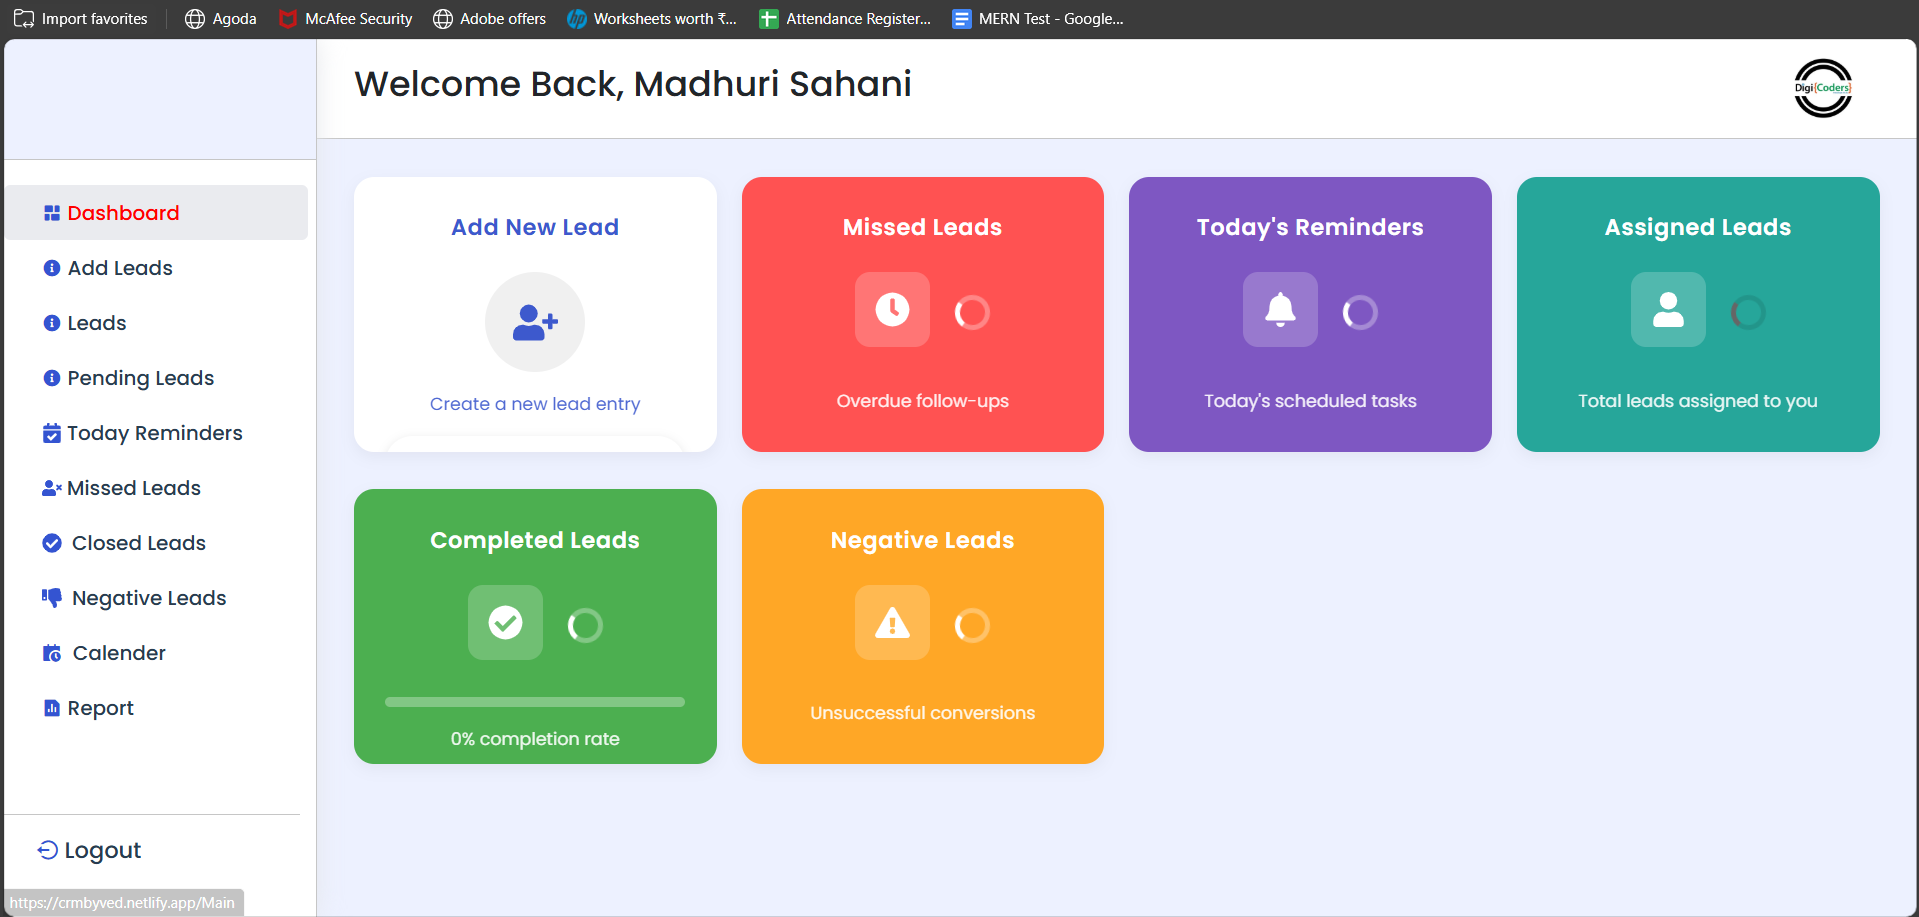 Import favorites
Agoda
McAfee Security
Adobe offers
Worksheets worth ₹...
Attendance Register...
MERN Test - Google...
Welcome Back, Madhuri Sahani
Digi{Coders}
Dashboard
Add Leads
Leads
Pending Leads
Today Reminders
Missed Leads
Closed Leads
Negative Leads
Calender
Report
Logout
Add New Lead
Create a new lead entry
Missed Leads
Overdue follow-ups
Today's Reminders
Today's scheduled tasks
Assigned Leads
Total leads assigned to you
Completed Leads
0% completion rate
Negative Leads
Unsuccessful conversions
https://crmbyved.netlify.app/Main